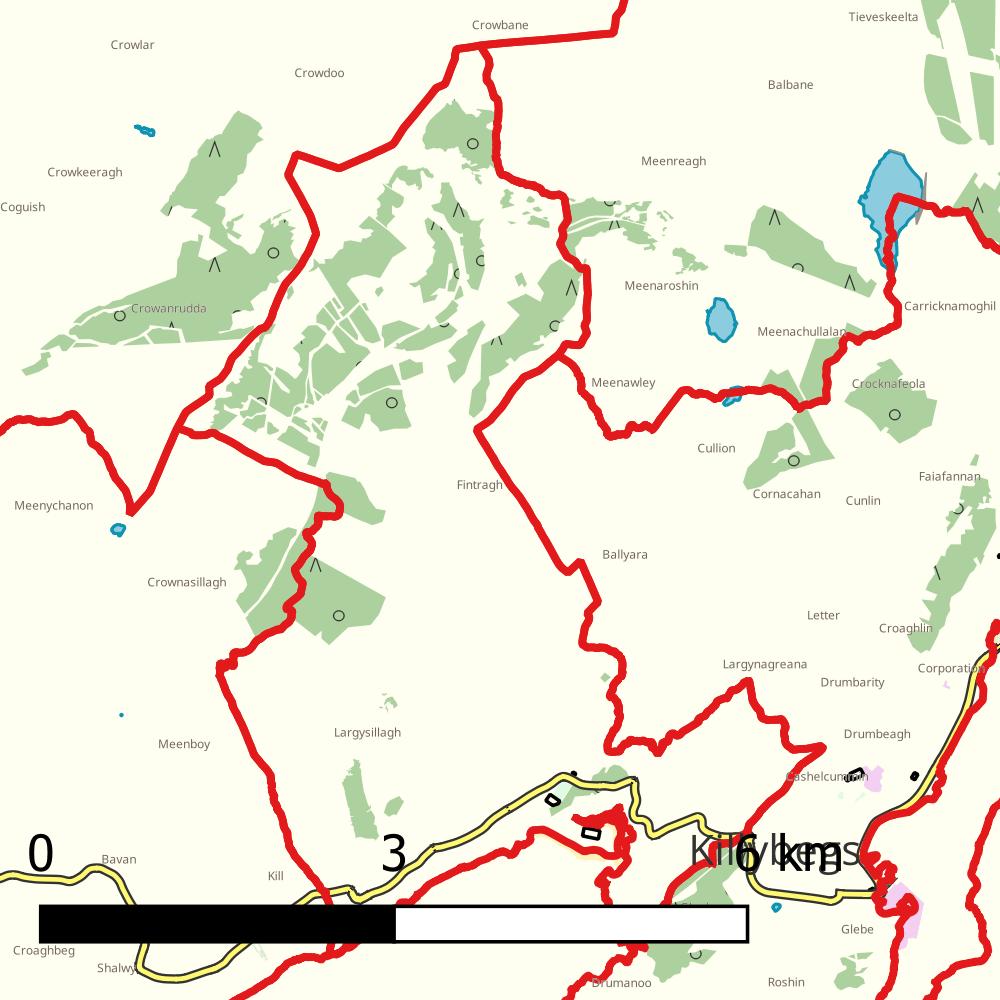 Tieveskeelta
Crowbane
Crowlar
Crowdoo
Balbane
Meenreagh
Crowkeeragh
Coguish
Meenaroshin
Crowanrudda
Carricknamoghil
Meenachullalan
Meenawley
Crocknafeola
Cullion
Faiafannan
Fintragh
Cornacahan
Cunlin
Meenychanon
Ballyara
Crownasillagh
Letter
Croaghlin
Largynagreana
Corporation
Drumbarity
Largysillagh
Drumbeagh
Meenboy
Cashelcummin
0 3 6 km
Killybegs
Bavan
Kill
Glebe
Croaghbeg
Shalwy
Drumanoo
Roshin